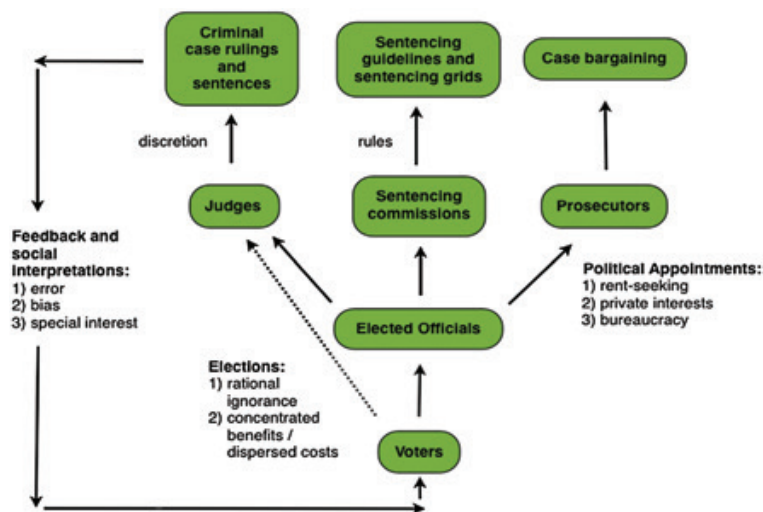 Criminal
case rulings
and
sentences
Sentencing
guidelines and
sentencing grids
Case bargaining
discretion
rules
Judges
Sentencing
commissions
Prosecutors
Feedback and
social
Interpretations:
1) error
2) bias
3) special interest
Political Appointments:
1) rent-seeking
2) private interests
3) bureaucracy
Elected Officials
Elections:
1) rational
ignorance
2) concentrated
benefits /
dispersed costs
Voters